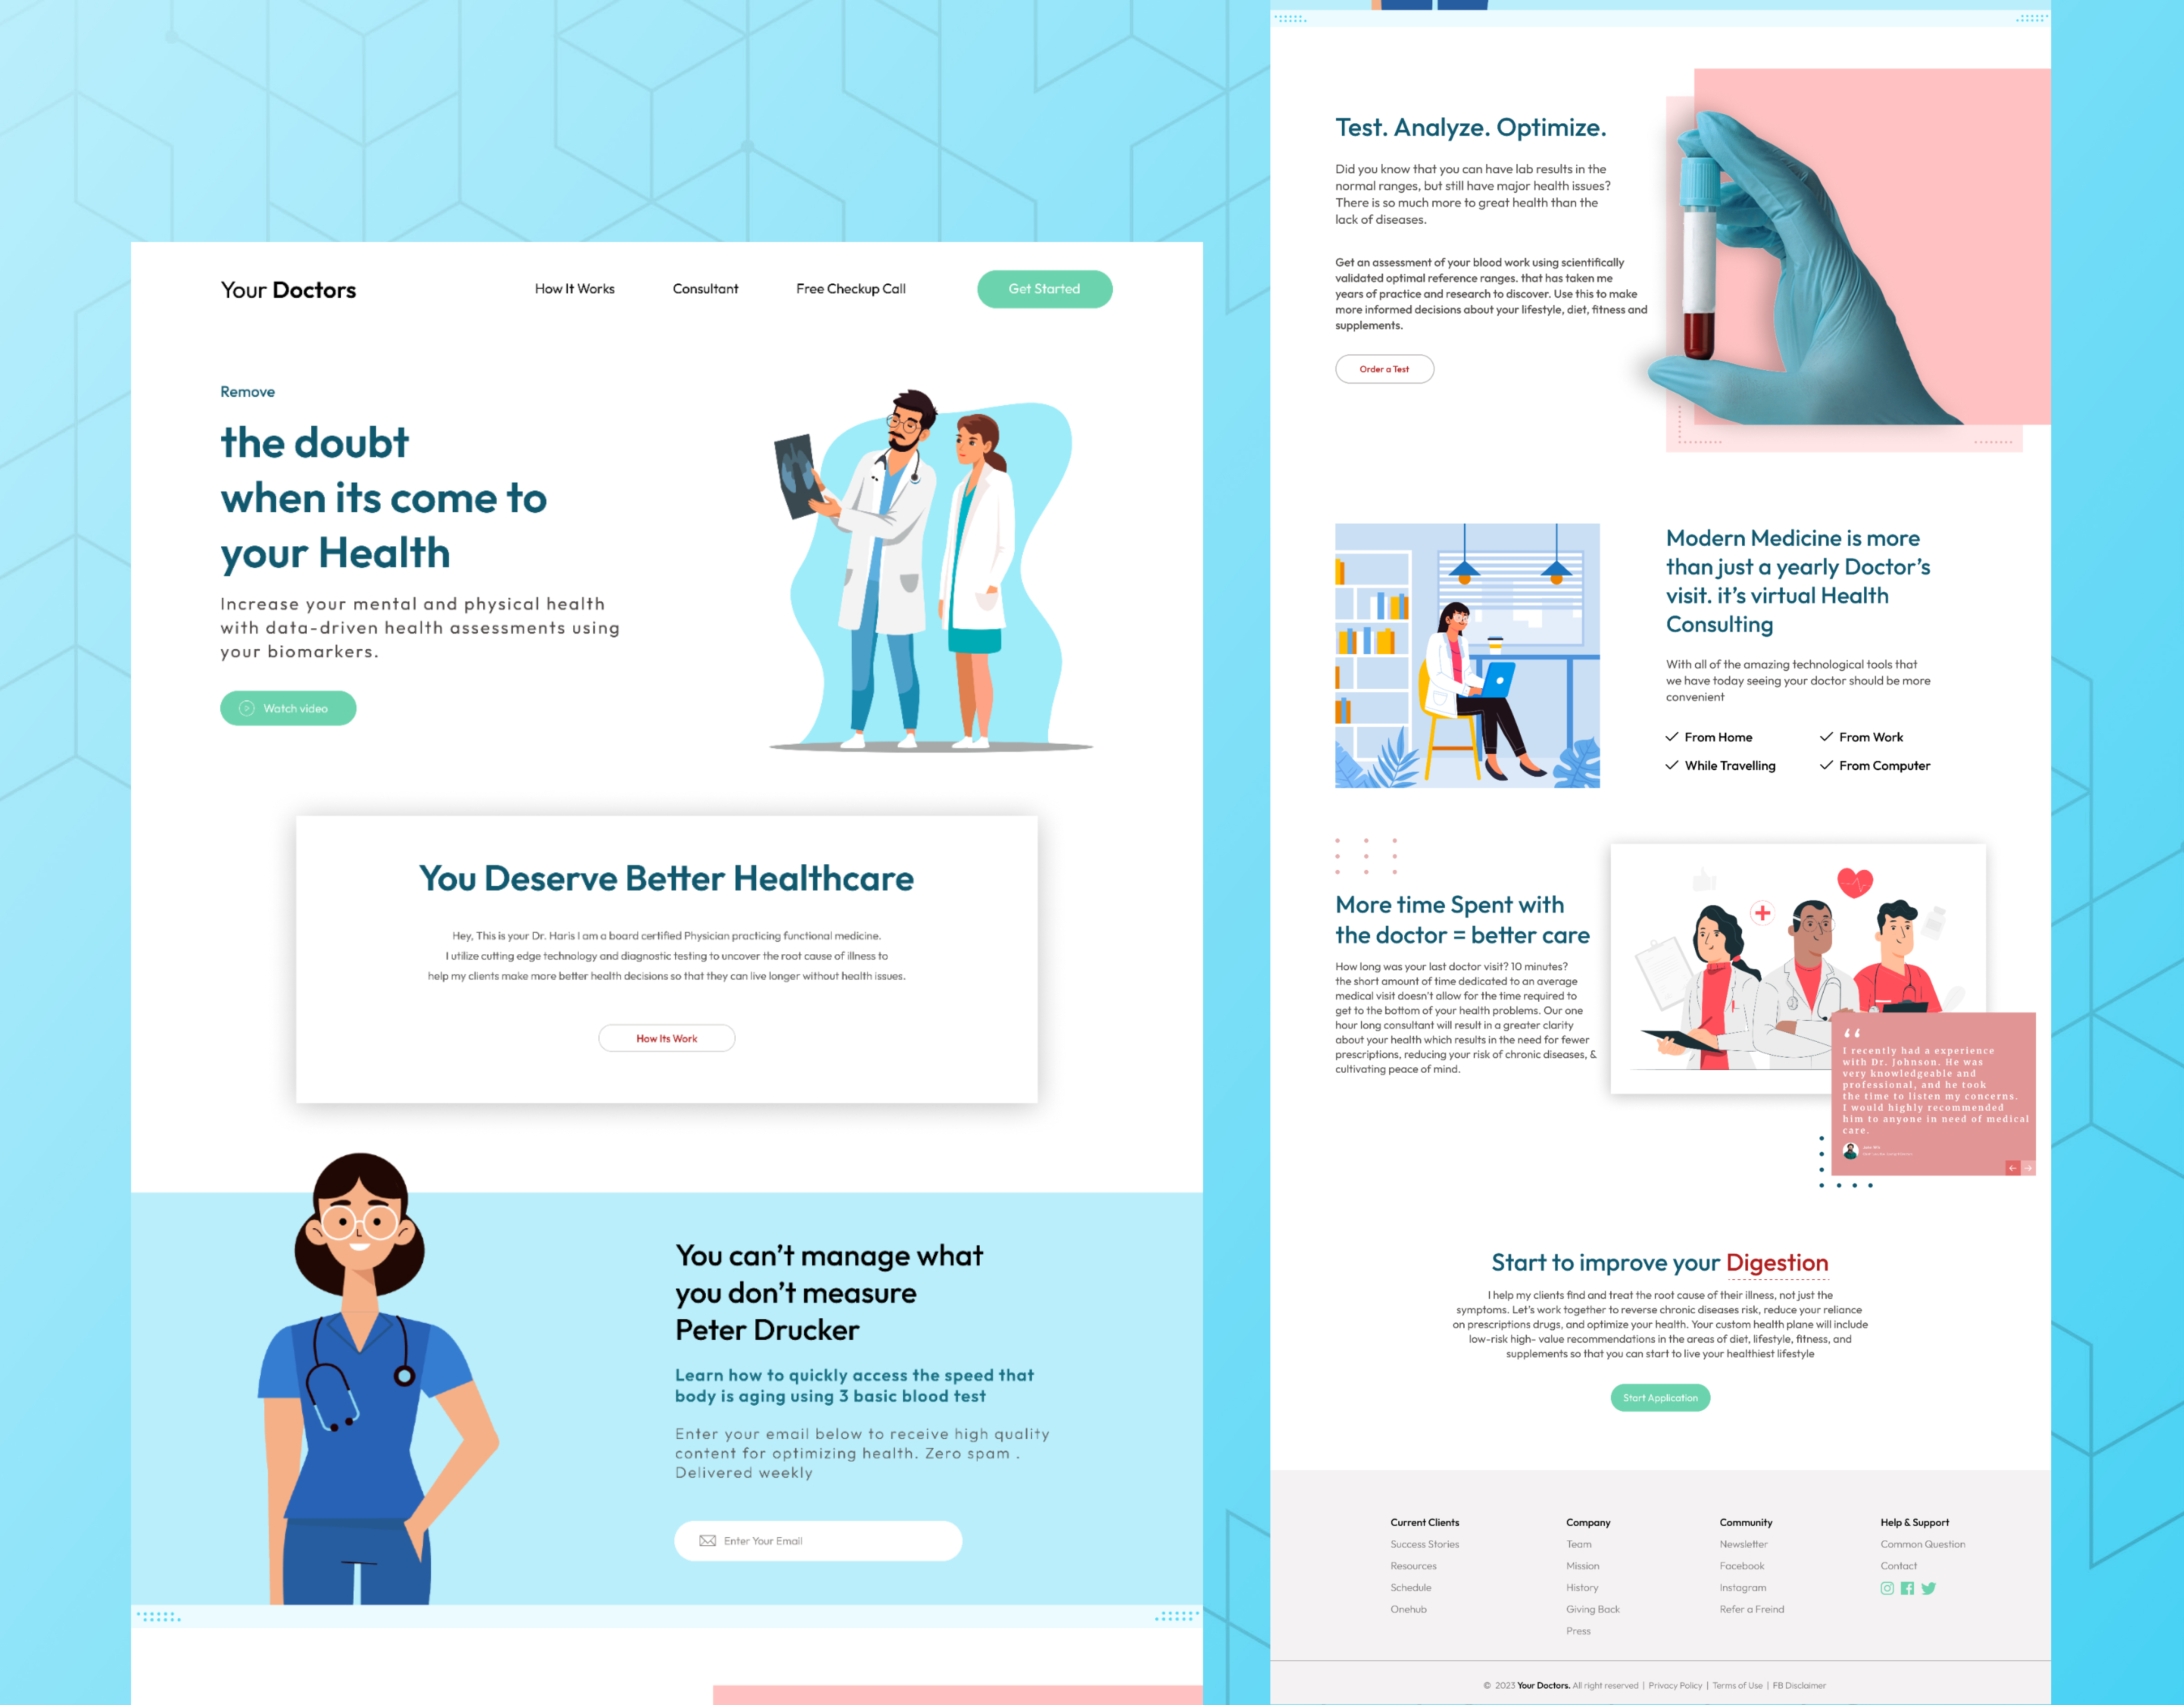 Your Doctors
How It Works
Consultant
Free Checkup Call
Get Started
Remove
the doubt
when its come to
your Health
Increase your mental and physical health
with data-driven health assessments using
your biomarkers.
Watch video
You Deserve Better Healthcare
Hey, This is your Dr. Haris I am a board certified Physician practicing functional medicine.
I utilize cutting edge technology and diagnostic testing to uncover the root cause of illness to
help my clients make more better health decisions so that they can live longer without health issues.
How Its Work
You can't manage what
you don't measure
Peter Drucker
Learn how to quickly access the speed that
body is aging using 3 basic blood test
Enter your email below to receive high quality
content for optimizing health. Zero spam .
Delivered weekly
Enter Your Email
Test. Analyze. Optimize.
Did you know that you can have lab results in the
normal ranges, but still have major health issues?
There is so much more to great health than the
lack of diseases.
Get an assessment of your blood work using scientifically
validated optimal reference ranges. that has taken me
years of practice and research to discover. Use this to make
more informed decisions about your lifestyle, diet, fitness and
supplements.
Order a Test
Modern Medicine is more
than just a yearly Doctor's
visit. it's virtual Health
Consulting
With all of the amazing technological tools that
we have today seeing your doctor should be more
convenient
From Home
From Work
While Travelling
From Computer
More time Spent with
the doctor = better care
How long was your last doctor visit? 10 minutes?
the short amount of time dedicated to an average
medical visit doesn't allow for the time required to
get to the bottom of your health problems. Our one
hour long consultant will result in a greater clarity
about your health which results in the need for fewer
prescriptions, reducing your risk of chronic diseases, &
cultivating peace of mind.
“
I recently had a experience
with Dr. Johnson. He was
very knowledgeable and
professional, and he took
the time to listen my concerns.
I would highly recommended
him to anyone in need of medical
care.
Start to improve your Digestion
I help my clients find and treat the root cause of their illness, not just the
symptoms. Let's work together to reverse chronic diseases risk, reduce your reliance
on prescriptions drugs, and optimize your health. Your custom health plane will include
low-risk high- value recommendations in the areas of diet, lifestyle, fitness, and
supplements so that you can start to live your healthiest lifestyle
Start Application
Current Clients
Success Stories
Resources
Schedule
Onehub
Company
Team
Mission
History
Giving Back
Press
Community
Newsletter
Facebook
Instagram
Refer a Freind
Help & Support
Common Question
Contact
© 2023 Your Doctors. All right reserved | Privacy Policy | Terms of Use | FB Disclaimer